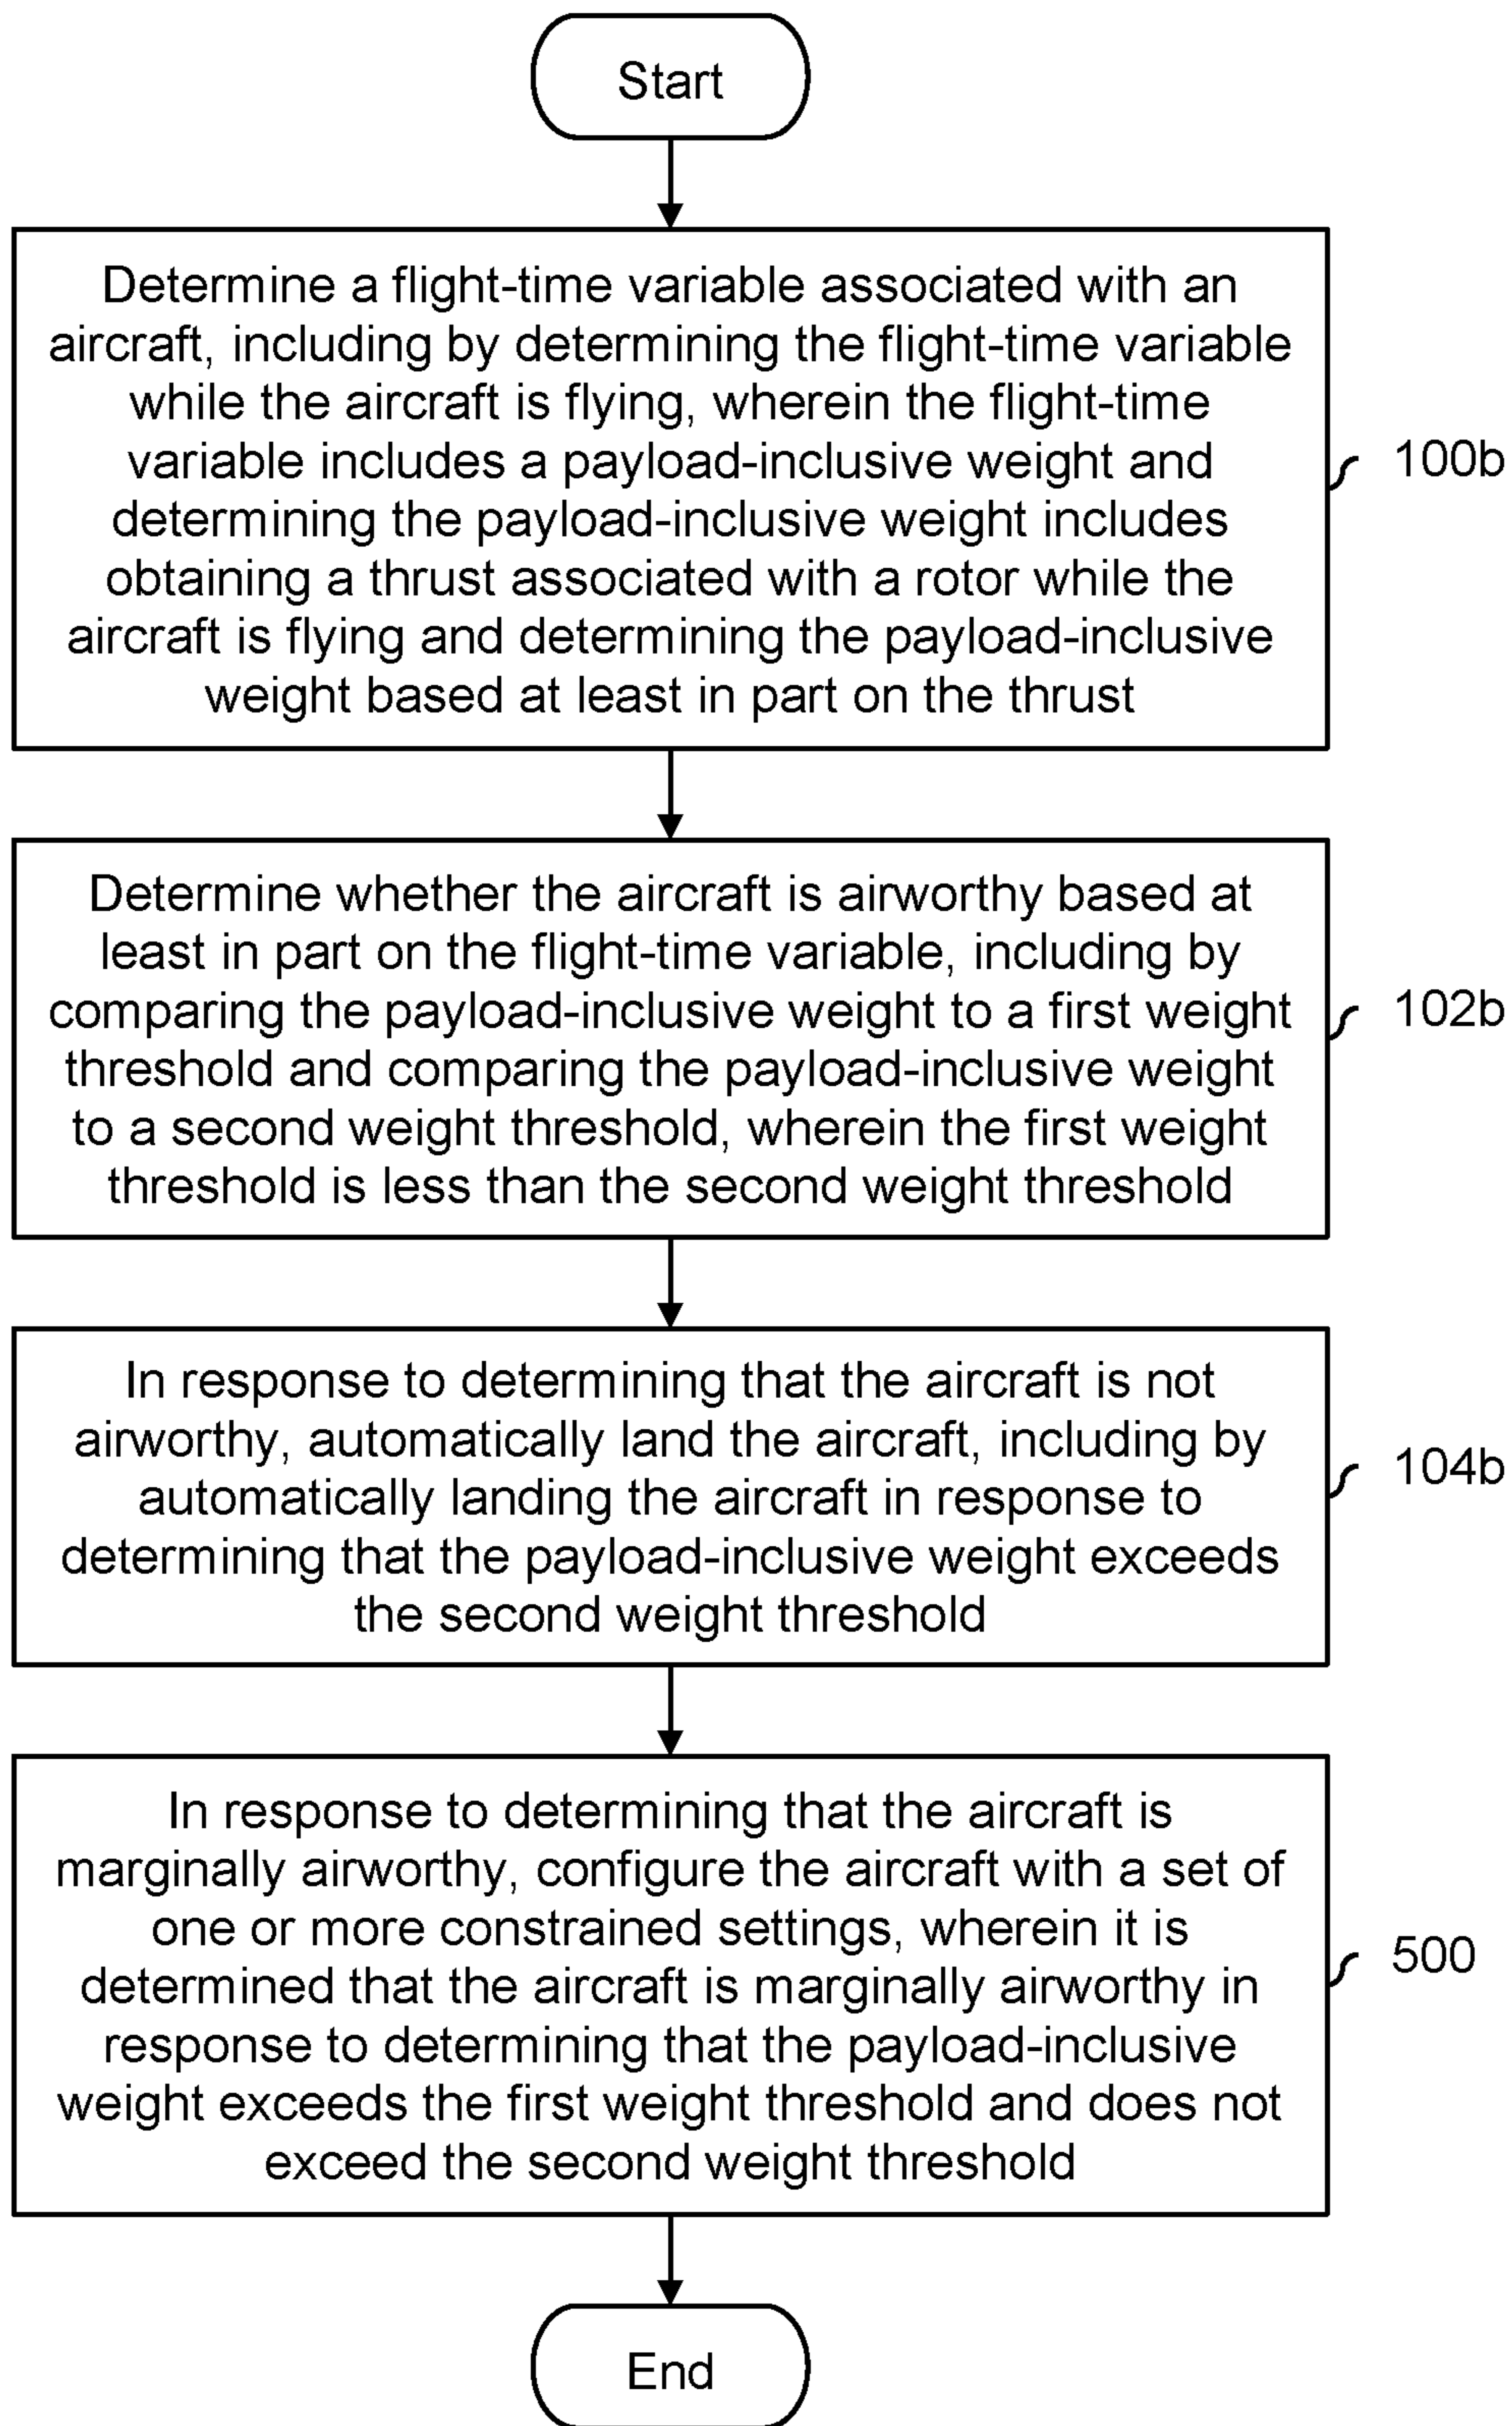 Start
Determine a flight-time variable associated with an
aircraft, including by determining the flight-time variable
while the aircraft is flying, wherein the flight-time
variable includes a payload-inclusive weight and
determining the payload-inclusive weight includes
obtaining a thrust associated with a rotor while the
aircraft is flying and determining the payload-inclusive
weight based at least in part on the thrust
100b
Determine whether the aircraft is airworthy based at
least in part on the flight-time variable, including by
comparing the payload-inclusive weight to a first weight
threshold and comparing the payload-inclusive weight
to a second weight threshold, wherein the first weight
threshold is less than the second weight threshold
102b
In response to determining that the aircraft is not
airworthy, automatically land the aircraft, including by
automatically landing the aircraft in response to
determining that the payload-inclusive weight exceeds
the second weight threshold
104b
In response to determining that the aircraft is
marginally airworthy, configure the aircraft with a set of
one or more constrained settings, wherein it is
determined that the aircraft is marginally airworthy in
response to determining that the payload-inclusive
weight exceeds the first weight threshold and does not
exceed the second weight threshold
500
End